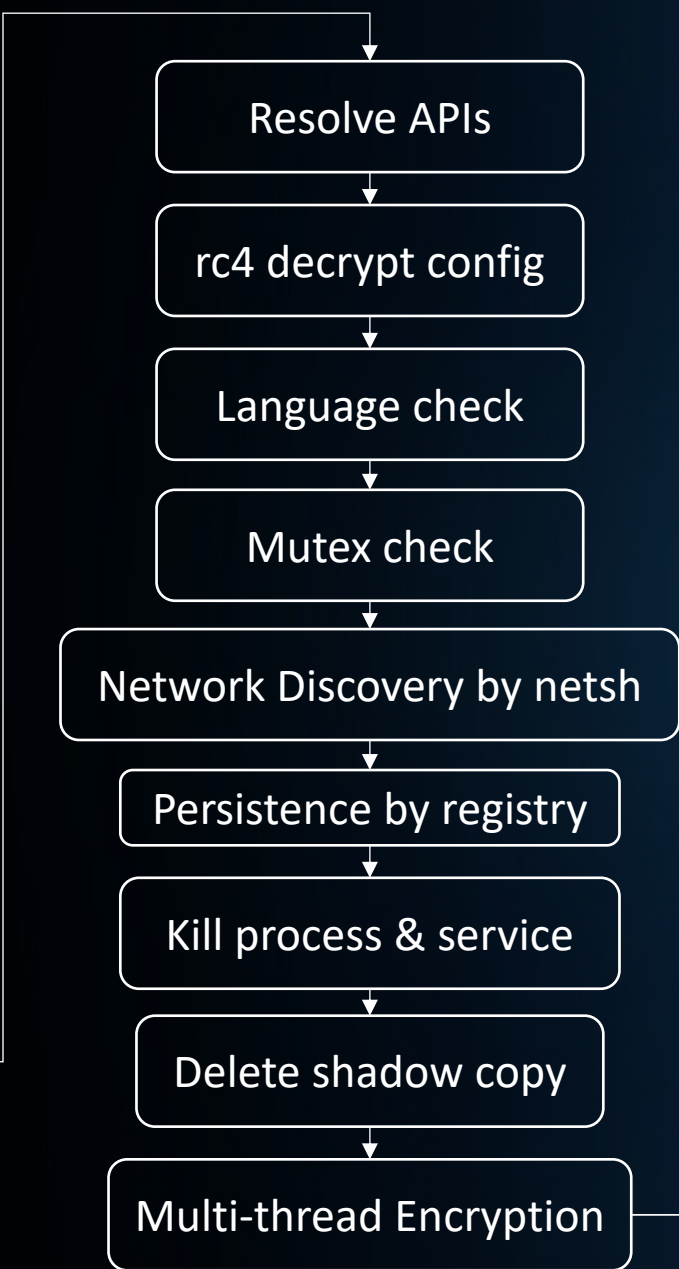 Resolve APIs
rc4 decrypt config
Language check
Mutex check
Network Discovery by netsh
Persistence by registry
Kill process & service
Delete shadow copy
Multi-thread Encryption